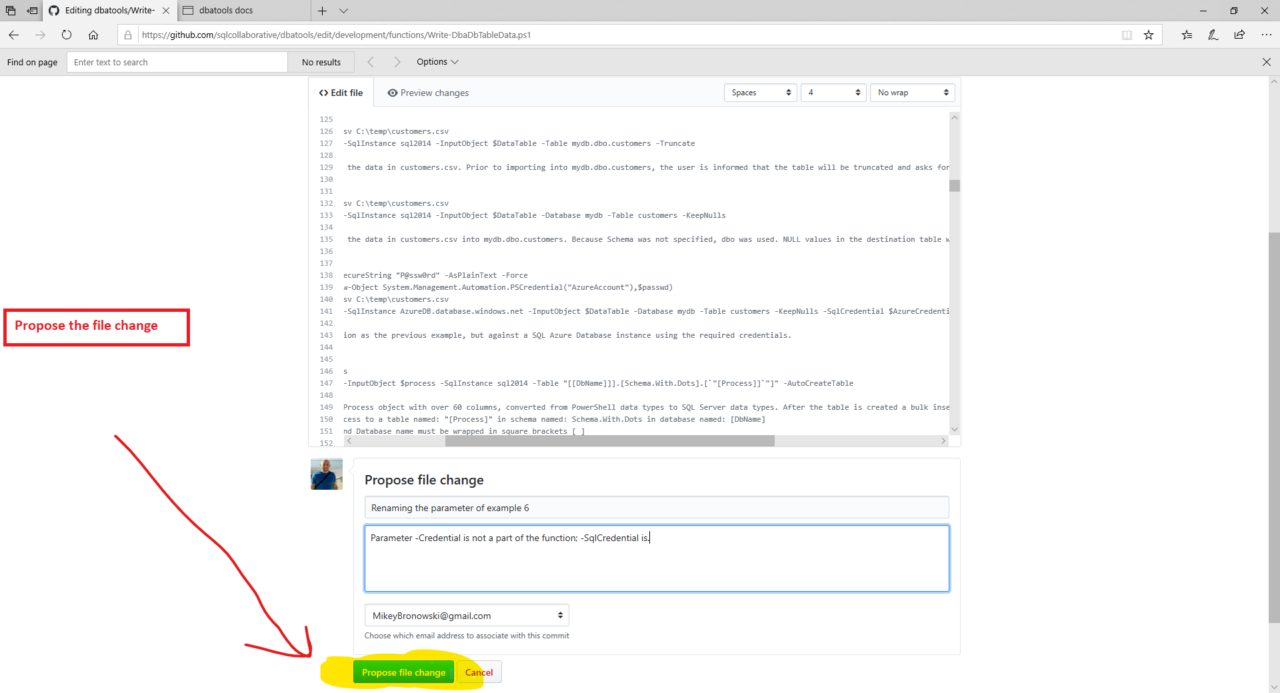 Editing dbatools/Write-
dbatools docs
https://github.com/sqlcollaborative/dbatools/edit/development/functions/Write-DbaDbTableData.ps1
Find on page
Enter text to search
No results
Options
<> Edit file
Preview changes
Spaces
4
No wrap
125
126 sv C:\temp\customers.csv
127 -SqlInstance sql2014 -InputObject $DataTable -Table mydb.dbo.customers -Truncate
128
129 the data in customers.csv. Prior to importing into mydb.dbo.customers, the user is informed that the table will be truncated and asks for
130
131
132 sv C:\temp\customers.csv
133 -SqlInstance sql2014 -InputObject $DataTable -Database mydb -Table customers -KeepNulls
134
135 the data in customers.csv into mydb.dbo.customers. Because Schema was not specified, dbo was used. NULL values in the destination table w
136
137
138 ecureString "P@ssw0rd" -AsPlainText -Force
139 w-Object System.Management.Automation.PSCredential("AzureAccount"),$passwd)
140 sv C:\temp\customers.csv
141 -SqlInstance AzureDB.database.windows.net -InputObject $DataTable -Database mydb -Table customers -KeepNulls -SqlCredential $AzureCredenti
142
143 ion as the previous example, but against a SQL Azure Database instance using the required credentials.
144
145
146 s
147 -InputObject $process -SqlInstance sql2014 -Table "[[DbName]]].[Schema.With.Dots].[`"[Process]]`"]" -AutoCreateTable
148
149 Process object with over 60 columns, converted from PowerShell data types to SQL Server data types. After the table is created a bulk inse
150 cess to a table named: "[Process]" in schema named: Schema.With.Dots in database named: [DbName]
151 nd Database name must be wrapped in square brackets [ ]
152
Propose the file change
Propose file change
Renaming the parameter of example 6
Parameter -Credential is not a part of the function; -SqlCredential is.
MikeyBronowski@gmail.com
Choose which email address to associate with this commit
Propose file change
Cancel